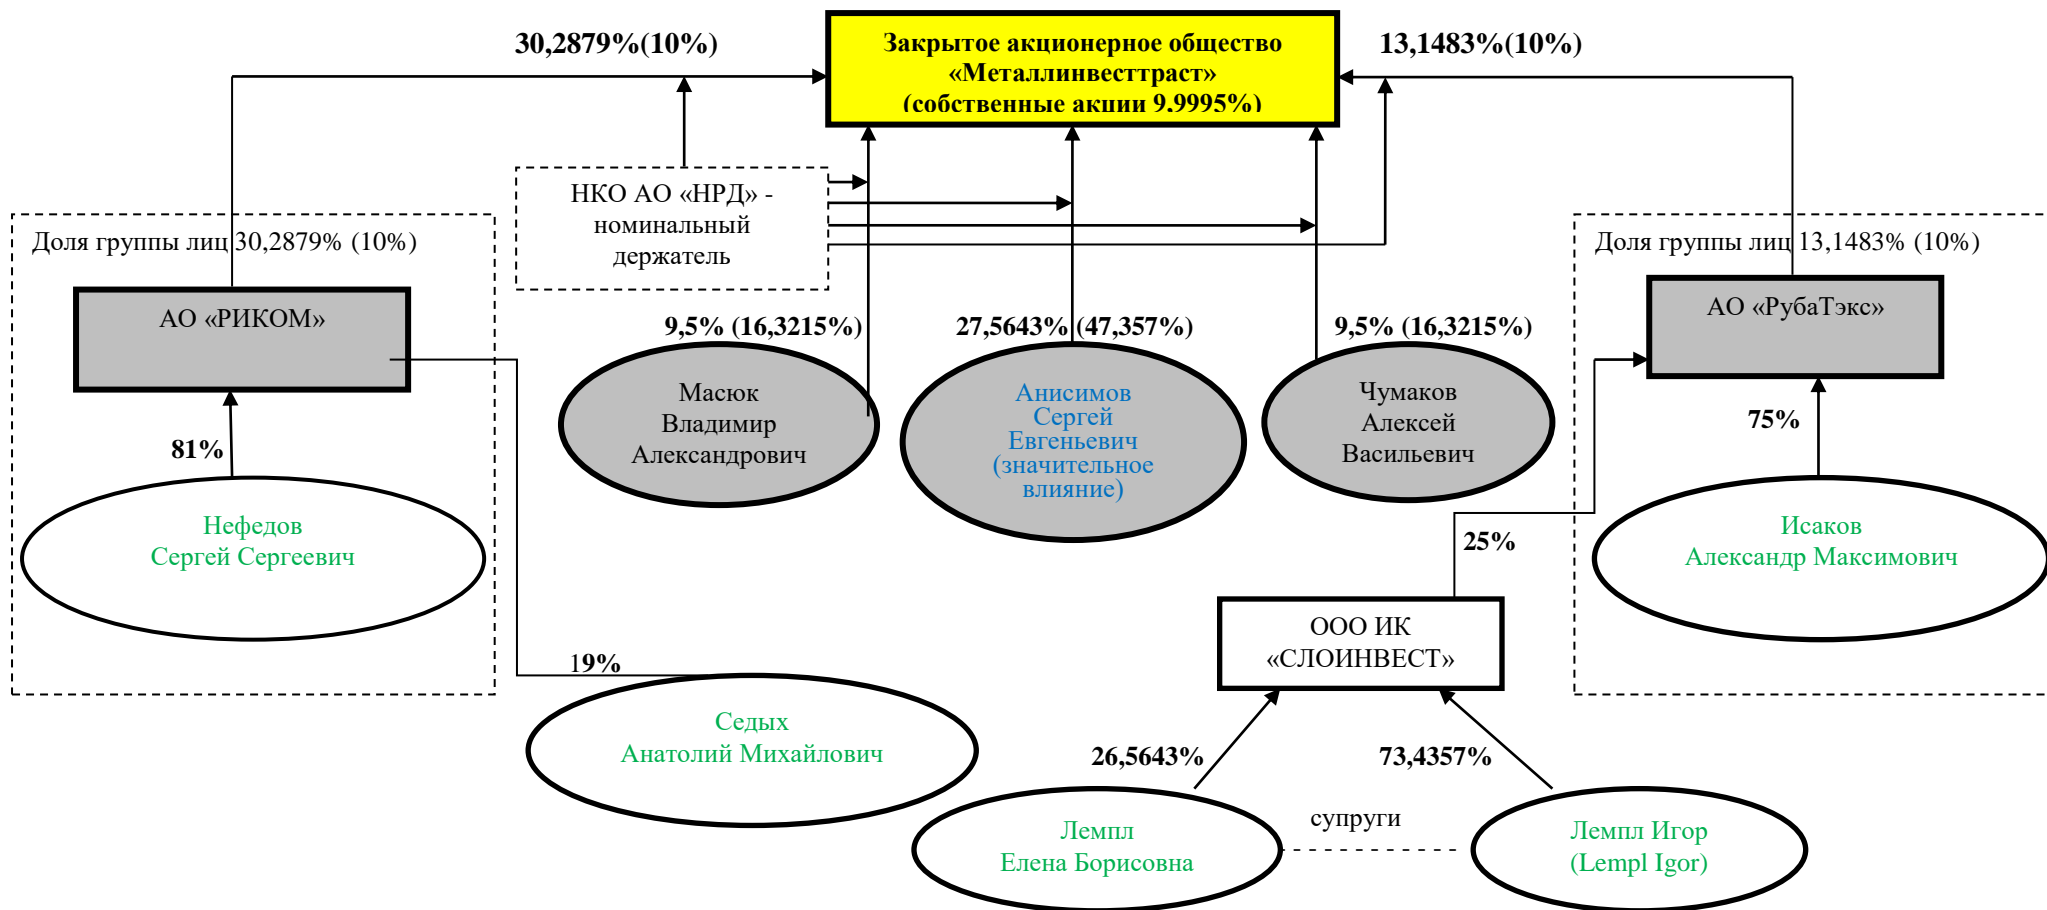 30,2879%(10%)
Закрытое акционерное общество
«Металлинвесттраст»
(собственные акции 9,9995%)
13,1483%(10%)
НКО АО «НРД» -
номинальный
держатель
Доля группы лиц 30,2879% (10%)
Доля группы лиц 13,1483% (10%)
АО «РИКОМ»
АО «РубаТэкс»
9,5% (16,3215%)
27,5643% (47,357%)
9,5% (16,3215%)
Масюк
Владимир
Александрович
Анисимов
Сергей
Евгеньевич
(значительное
влияние)
Чумаков
Алексей
Васильевич
81%
75%
Нефедов
Сергей Сергеевич
Исаков
Александр Максимович
25%
ООО ИК
«СЛОИНВЕСТ»
19%
Седых
Анатолий Михайлович
26,5643%
73,4357%
Лемпл
Елена Борисовна
супруги
Лемпл Игор
(Lempl Igor)